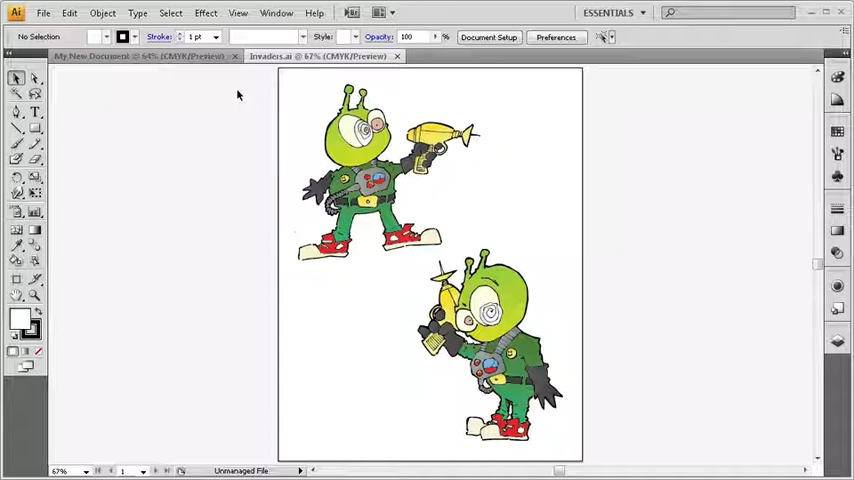 Ai File Edit Object Type Select Effect View Window Help Br ESSENTIALS
No Selection Stroke: 1 pt Style: Opacity: 100 % Document Setup Preferences
My New Document @ 64% (CMYK/Preview) × Invaders.ai @ 67% (CMYK/Preview) ×
T
67% 1 Unmanaged File